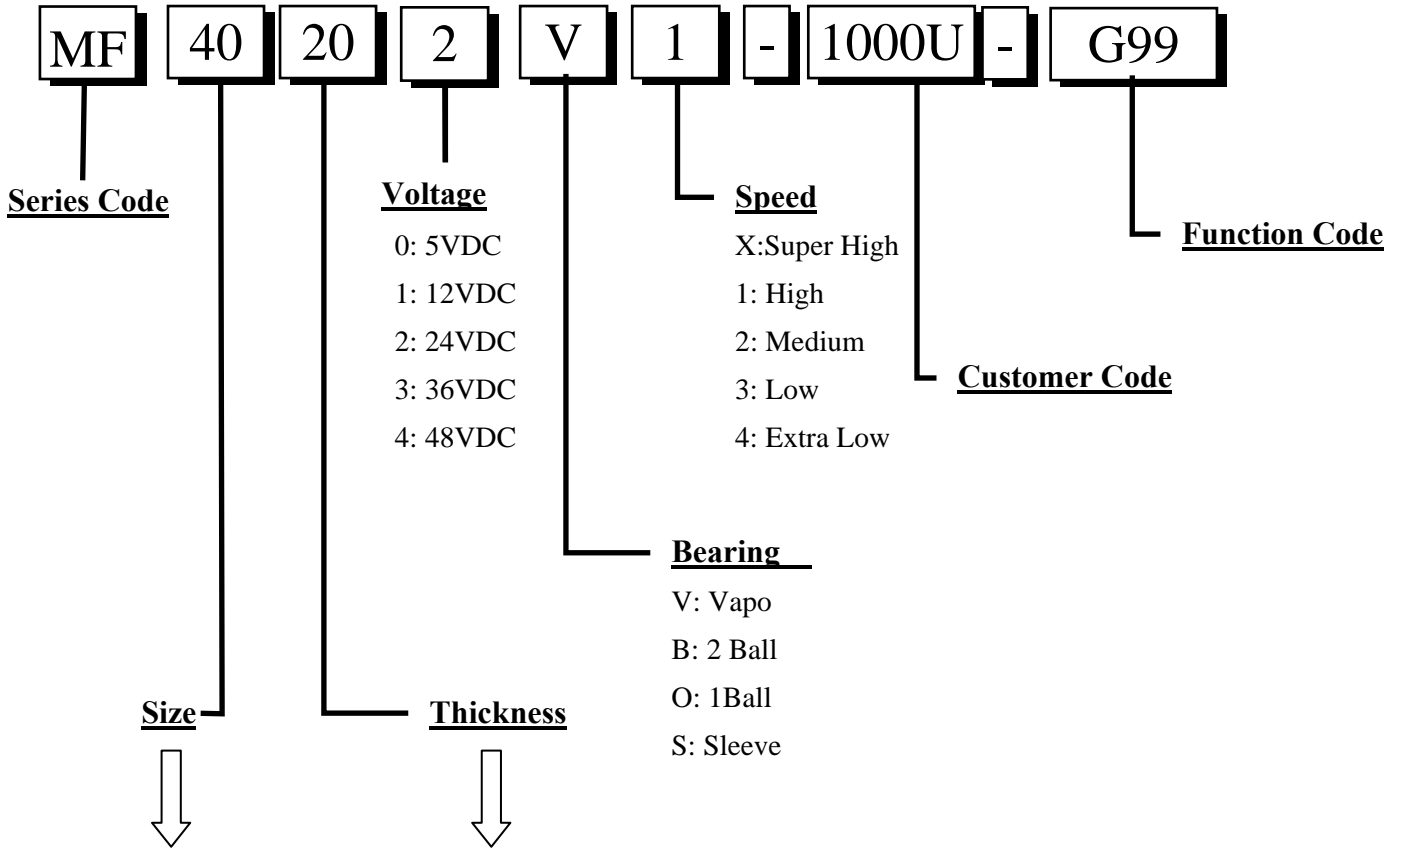 MF 40 20 2 V 1 - 1000U - G99
Series Code
Voltage
0: 5VDC
1: 12VDC
2: 24VDC
3: 36VDC
4: 48VDC
Speed
X:Super High
1: High
2: Medium
3: Low
4: Extra Low
Function Code
Customer Code
Bearing
V: Vapo
B: 2 Ball
O: 1Ball
S: Sleeve
Size
Thickness